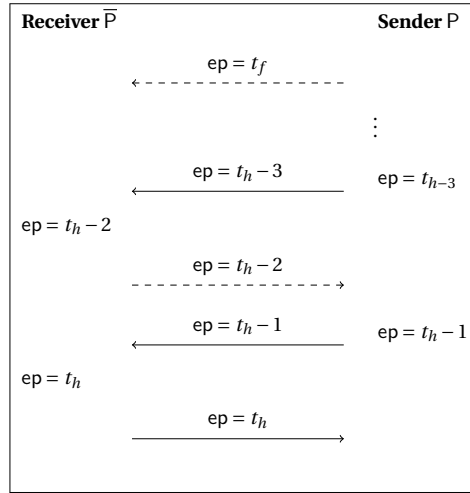 Receiver P̅ Sender P
ep = t_f
⋮
ep = t_h − 3 ep = t_{h−3}
ep = t_h − 2
ep = t_h − 2
ep = t_h − 1 ep = t_h − 1
ep = t_h
ep = t_h